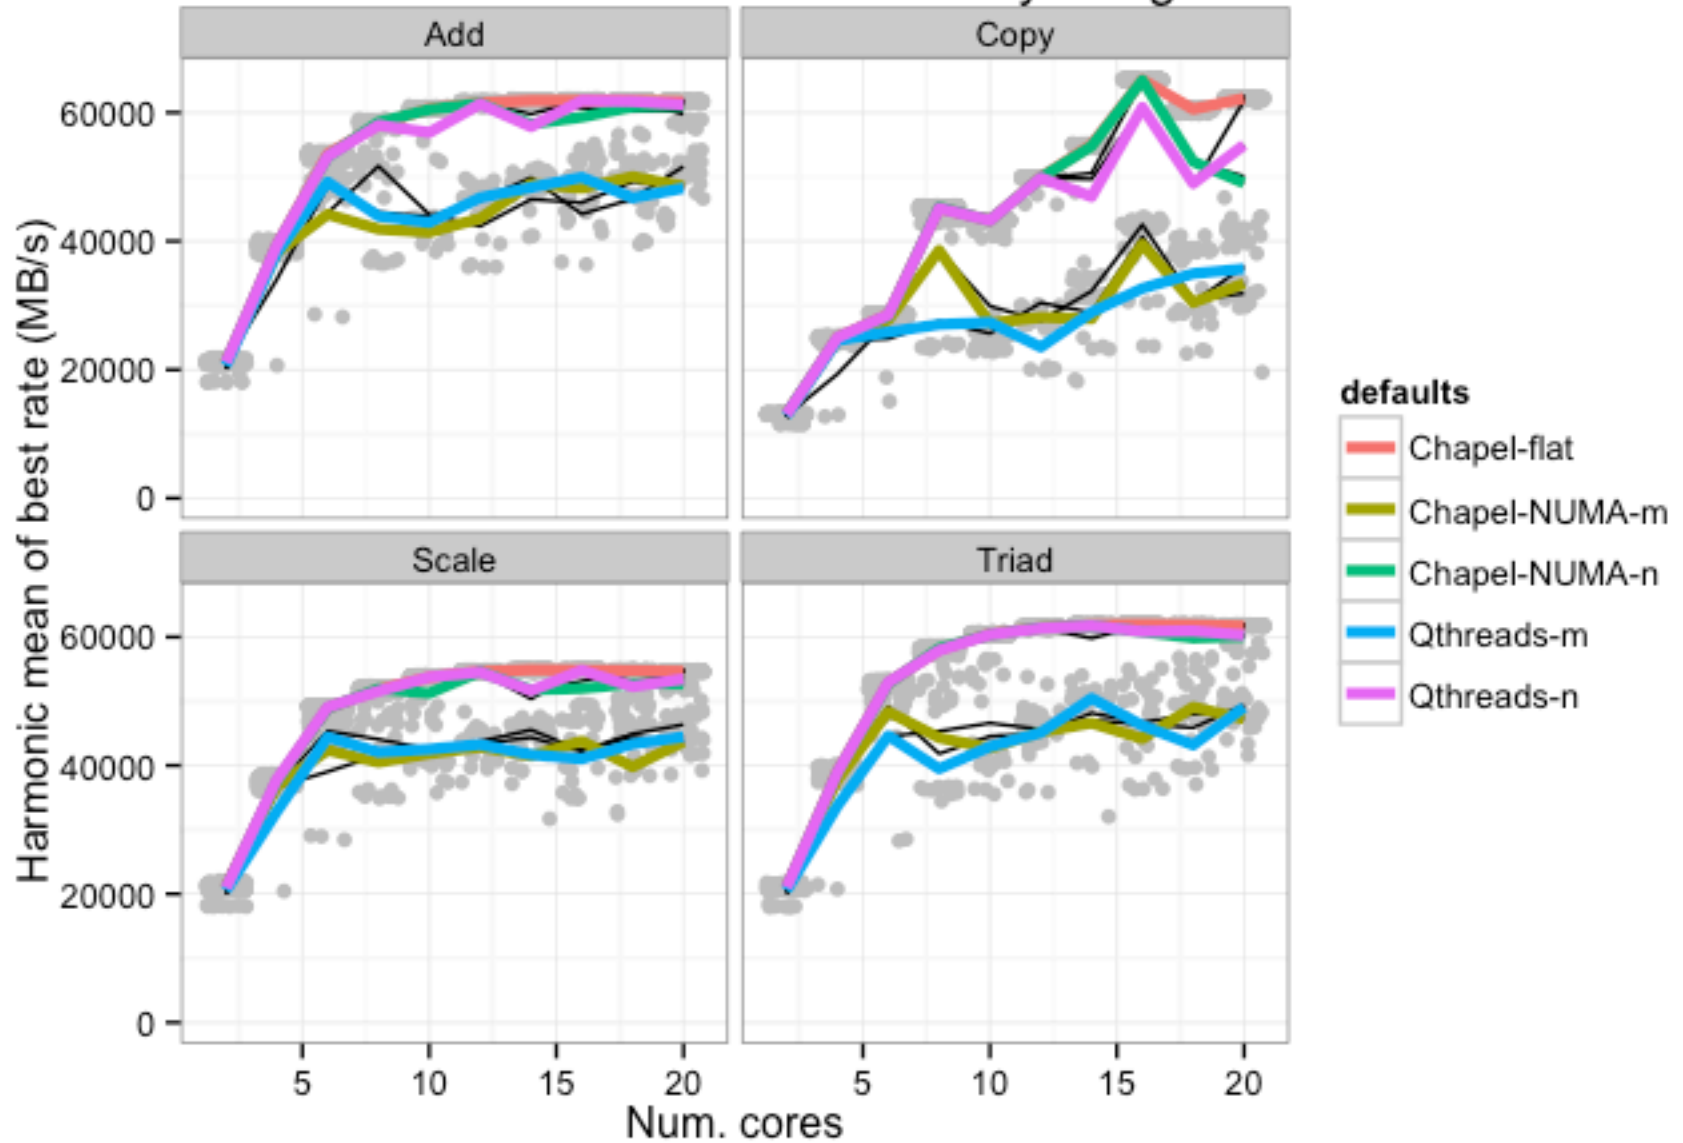 Add
Copy
60000
40000
20000
0
Scale
Triad
60000
40000
20000
0
5
10
15
20
5
10
15
20
Num. cores
Harmonic mean of best rate (MB/s)
defaults
Chapel-flat
Chapel-NUMA-m
Chapel-NUMA-n
Qthreads-m
Qthreads-n